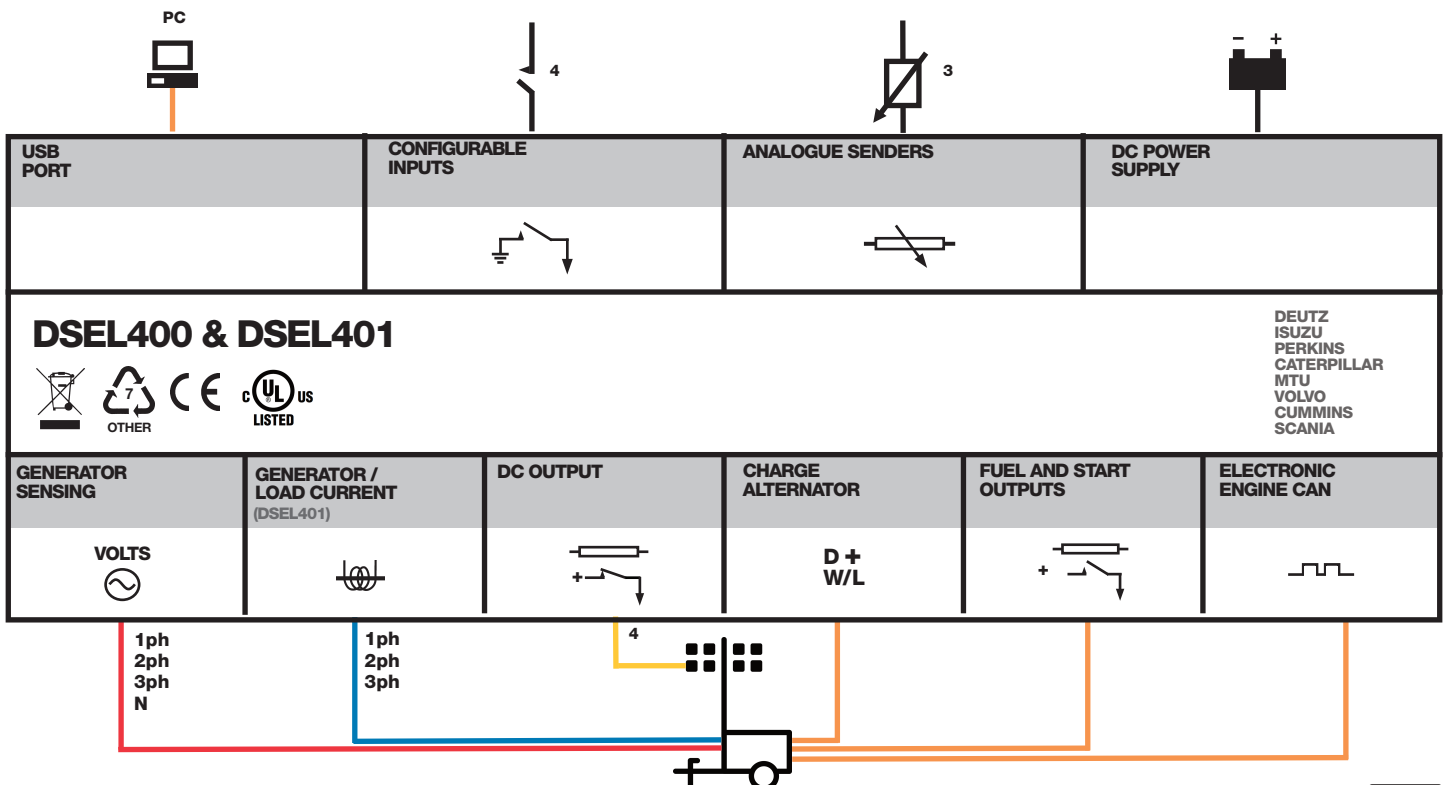 PC
4
3
- +
USB
PORT
CONFIGURABLE
INPUTS
ANALOGUE SENDERS
DC POWER
SUPPLY
DSEL400 & DSEL401
7
OTHER
CE
C UL US
®
LISTED
DEUTZ
ISUZU
PERKINS
CATERPILLAR
MTU
VOLVO
CUMMINS
SCANIA
GENERATOR
SENSING
GENERATOR /
LOAD CURRENT
(DSEL401)
DC OUTPUT
CHARGE
ALTERNATOR
FUEL AND START
OUTPUTS
ELECTRONIC
ENGINE CAN
VOLTS
+
D +
W/L
+
1ph
2ph
3ph
N
1ph
2ph
3ph
4